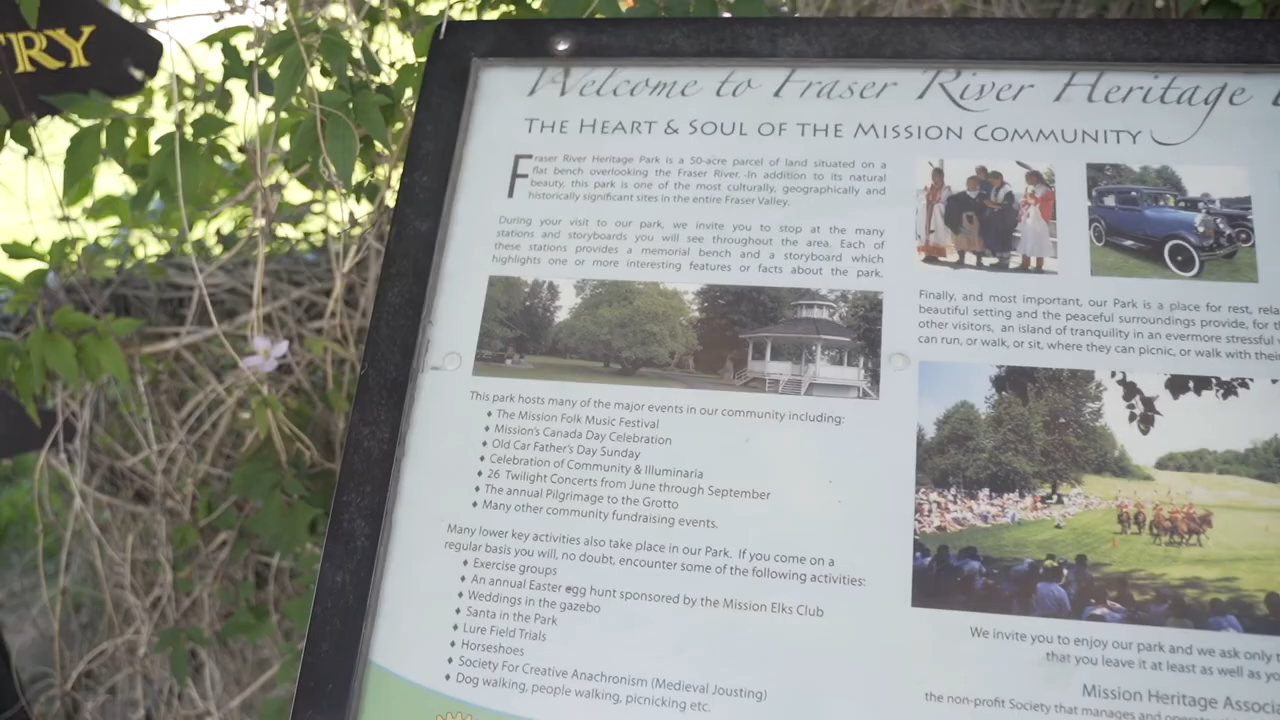 TRY
Welcome to Fraser River Heritage
THE HEART & SOUL OF THE MISSION COMMUNITY
Fraser River Heritage Park is a 50-acre parcel of land situated on a
flat bench overlooking the Fraser River. In addition to its natural
beauty, this park is one of the most culturally, geographically and
historically significant sites in the entire Fraser Valley.
During your visit to our park, we invite you to stop at the many
stations and storyboards you will see throughout the area. Each of
these stations provides a memorial bench and a storyboard which
highlights one or more interesting features or facts about the park.
This park hosts many of the major events in our community including:
♦ The Mission Folk Music Festival
♦ Mission's Canada Day Celebration
♦ Old Car Father's Day Sunday
♦ Celebration of Community & Illuminaria
♦ 26 Twilight Concerts from June through September
♦ The annual Pilgrimage to the Grotto
♦ Many other community fundraising events.
Many lower key activities also take place in our Park. If you come on a
regular basis you will, no doubt, encounter some of the following activities:
♦ Exercise groups
♦ An annual Easter egg hunt sponsored by the Mission Elks Club
♦ Weddings in the gazebo
♦ Santa in the Park
♦ Lure Field Trials
♦ Horseshoes
♦ Society For Creative Anachronism (Medieval Jousting)
♦ Dog walking, people walking, picnicking etc.
Finally, and most important, our Park is a place for rest, rela
beautiful setting and the peaceful surroundings provide, for
other visitors, an island of tranquility in an evermore stressful
can run, or walk, or sit, where they can picnic, or walk with their
We invite you to enjoy our park and we ask only
that you leave it at least as well as yo
Mission Heritage Associa
the non-profit Society that manages and